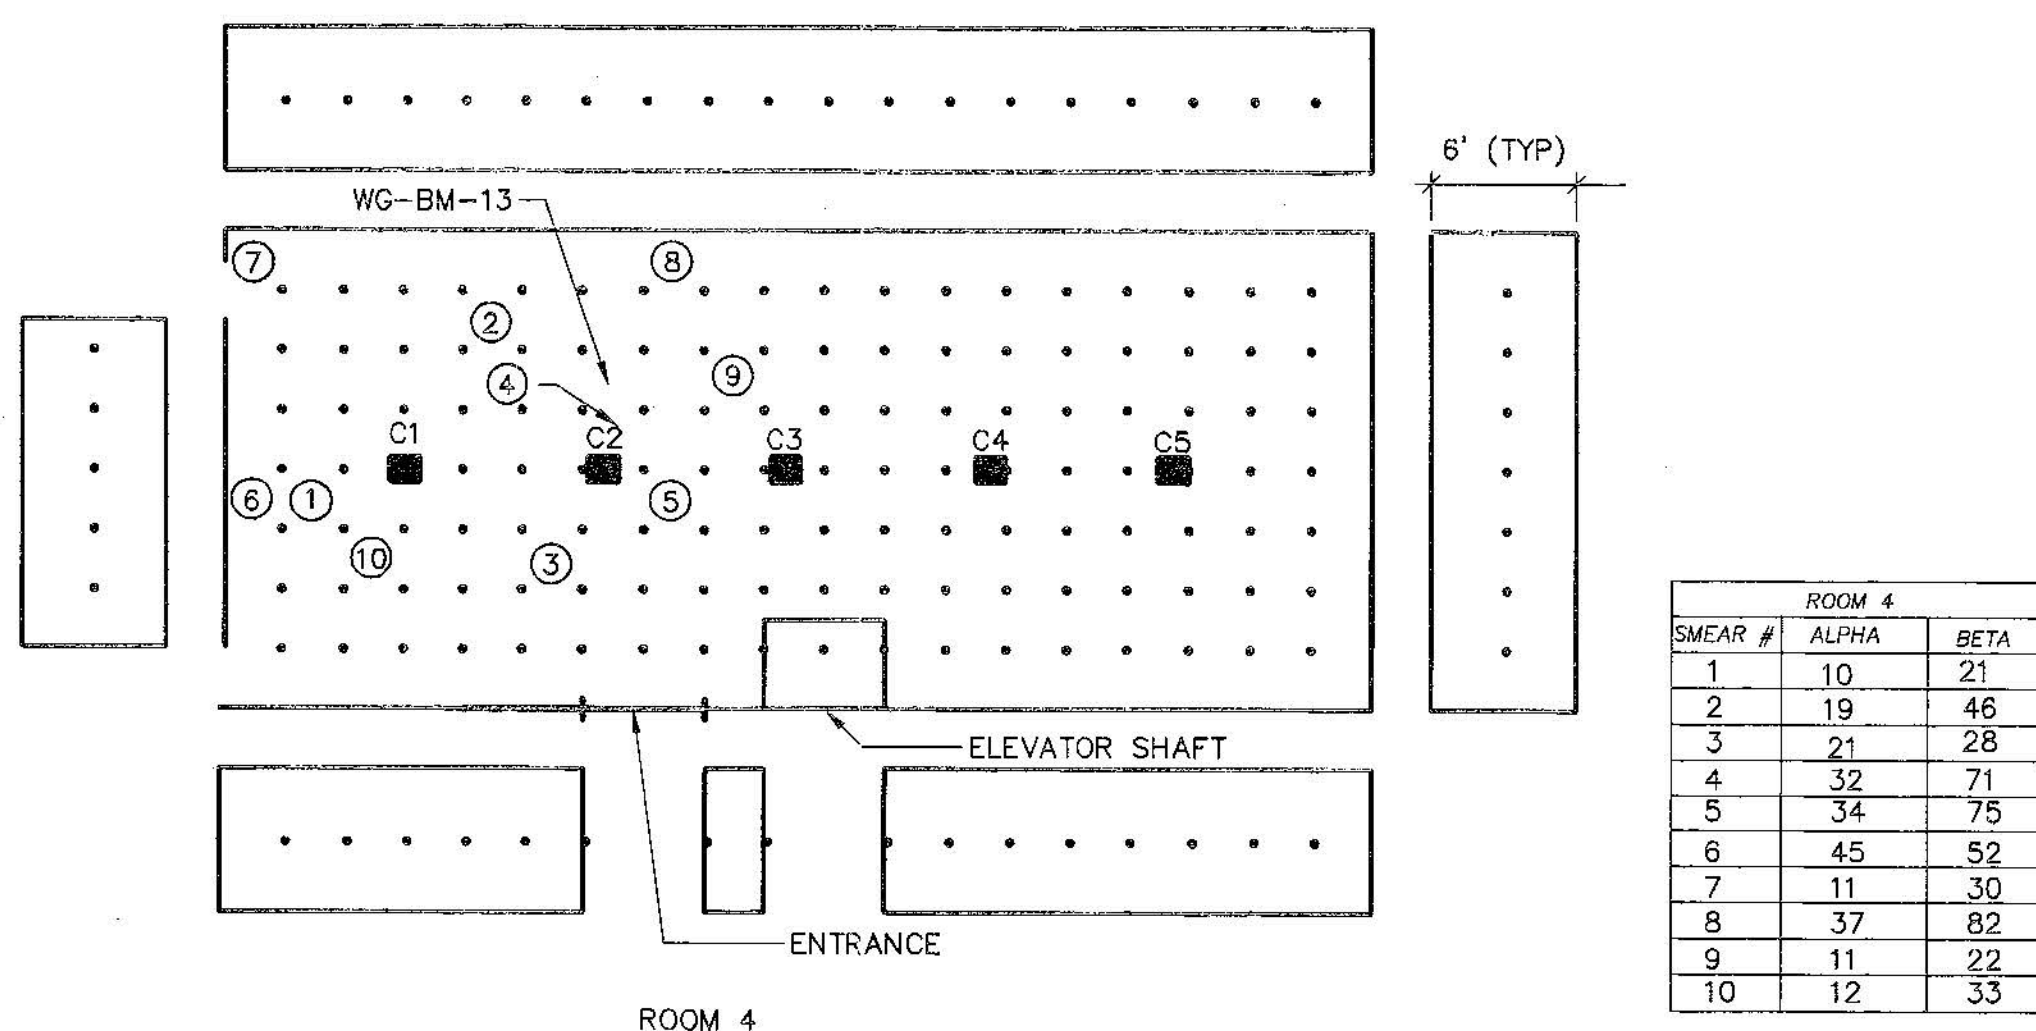 6' (TYP)
WG-BM-13
7
8
2
4
9
C1
C2
C3
C4
C5
6
1
5
10
3
ELEVATOR SHAFT
ENTRANCE
ROOM 4
ROOM 4
SMEAR # ALPHA BETA
1 10 21
2 19 46
3 21 28
4 32 71
5 34 75
6 45 52
7 11 30
8 37 82
9 11 22
10 12 33